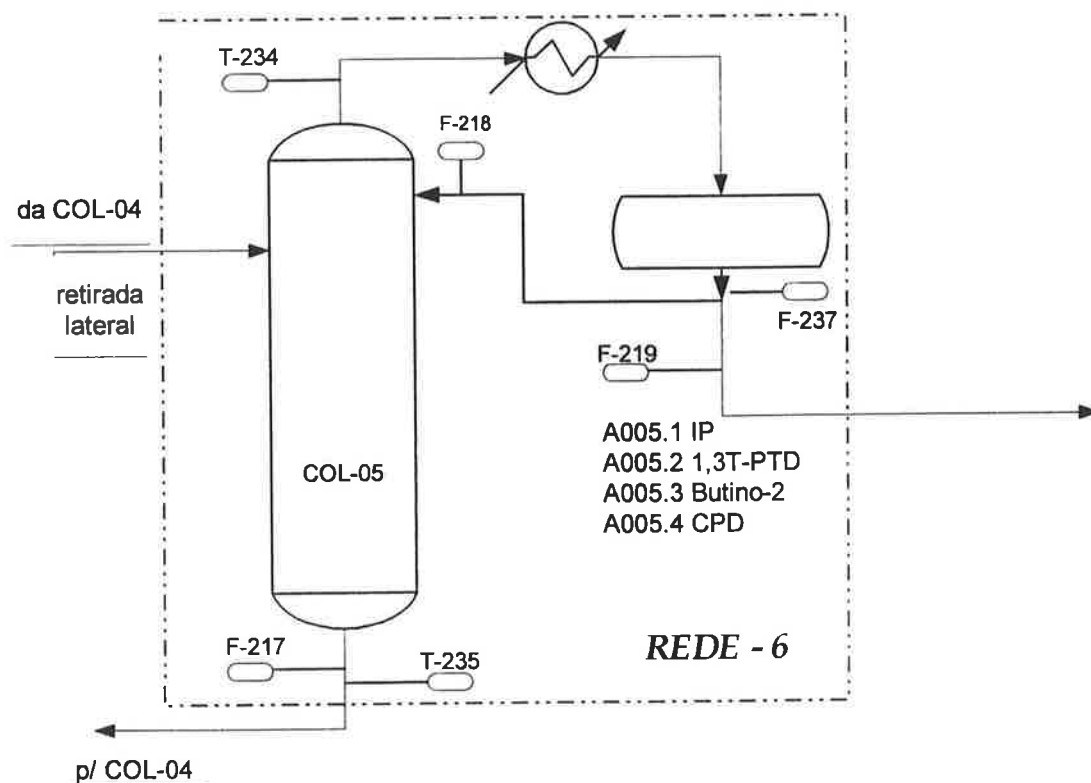 T-234
F-218
da COL-04
retirada
lateral
F-237
F-219
A005.1 IP
A005.2 1,3T-PTD
A005.3 Butino-2
A005.4 CPD
COL-05
REDE - 6
F-217
T-235
p/ COL-04